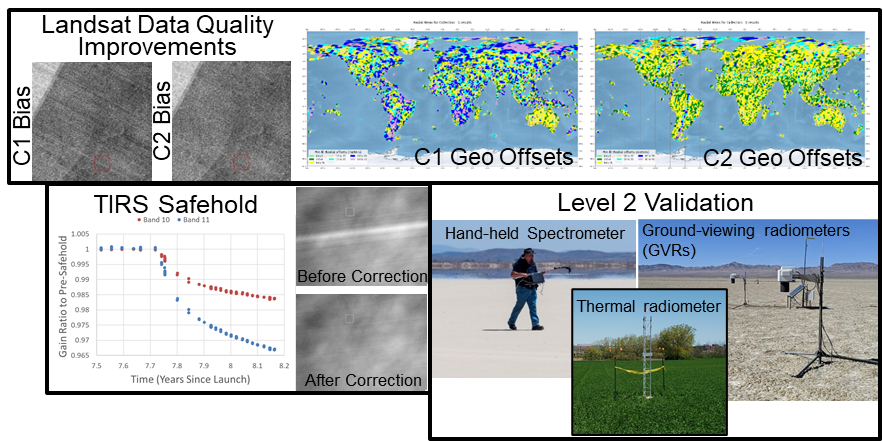 Landsat Data Quality
Improvements
C1 Bias
C2 Bias
C1 Geo Offsets
C2 Geo Offsets
TIRS Safehold
Band 10
Band 11
Gain Ratio to Pre-Safehold
1.005
1
0.995
0.99
0.985
0.98
0.975
0.97
0.965
7.5
7.6
7.7
7.8
7.9
8
8.1
8.2
Time (Years Since Launch)
Before Correction
After Correction
Level 2 Validation
Hand-held Spectrometer
Ground-viewing radiometers
(GVRs)
Thermal radiometer